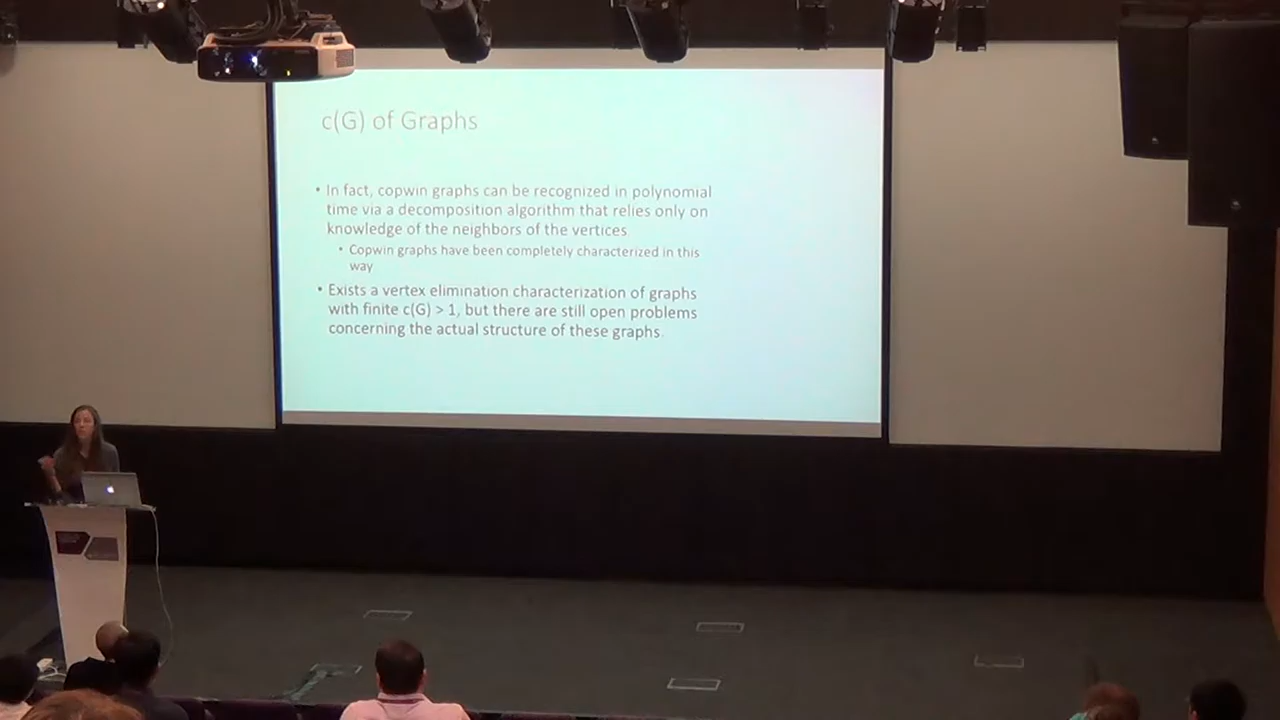 c(G) of Graphs
• In fact, copwin graphs can be recognized in polynomial
time via a decomposition algorithm that relies only on
knowledge of the neighbors of the vertices.
• Copwin graphs have been completely characterized in this
way
• Exists a vertex elimination characterization of graphs
with finite c(G) > 1, but there are still open problems
concerning the actual structure of these graphs.